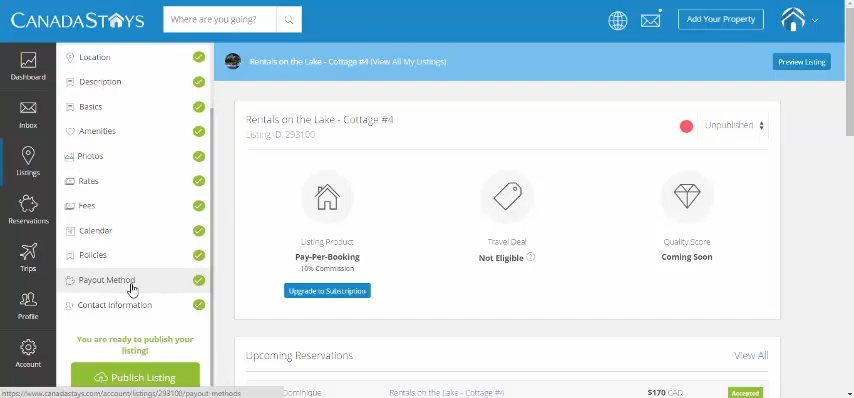 CANADASTAYS
Where are you going?
Add Your Property
Dashboard
Inbox
Listings
Reservations
Trips
Profile
Account
Location
Description
Basics
Amenities
Photos
Rates
Fees
Calendar
Policies
Payout Method
Contact Information
You are ready to publish your
listing!
Publish Listing
Rentals on the Lake - Cottage #4 (View All My Listings)
Preview Listing
Rentals on the Lake - Cottage #4
Listing ID: 293100
Unpublished
Listing Product
Pay-Per-Booking
10% Commission
Upgrade to Subscription
Travel Deal
Not Eligible ?
Quality Score
Coming Soon
Upcoming Reservations
View All
Dominique
Rentals on the Lake - Cottage #4
$170 CAD
Accepted
https://www.canadastays.com/account/listings/293100/payout-methods